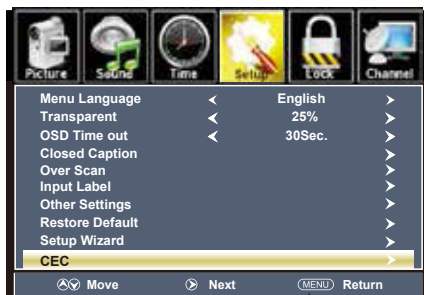 Picture Sound Time Setup Lock Channel
Menu Language English
Transparent 25%
OSD Time out 30Sec.
Closed Caption
Over Scan
Input Label
Other Settings
Restore Default
Setup Wizard
CEC
Move Next MENU Return